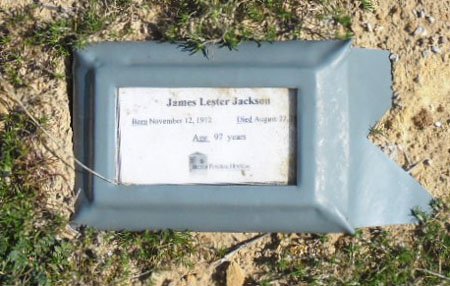 James Lester Jackson
Born November 12, 1912 Died August
Age 97 years